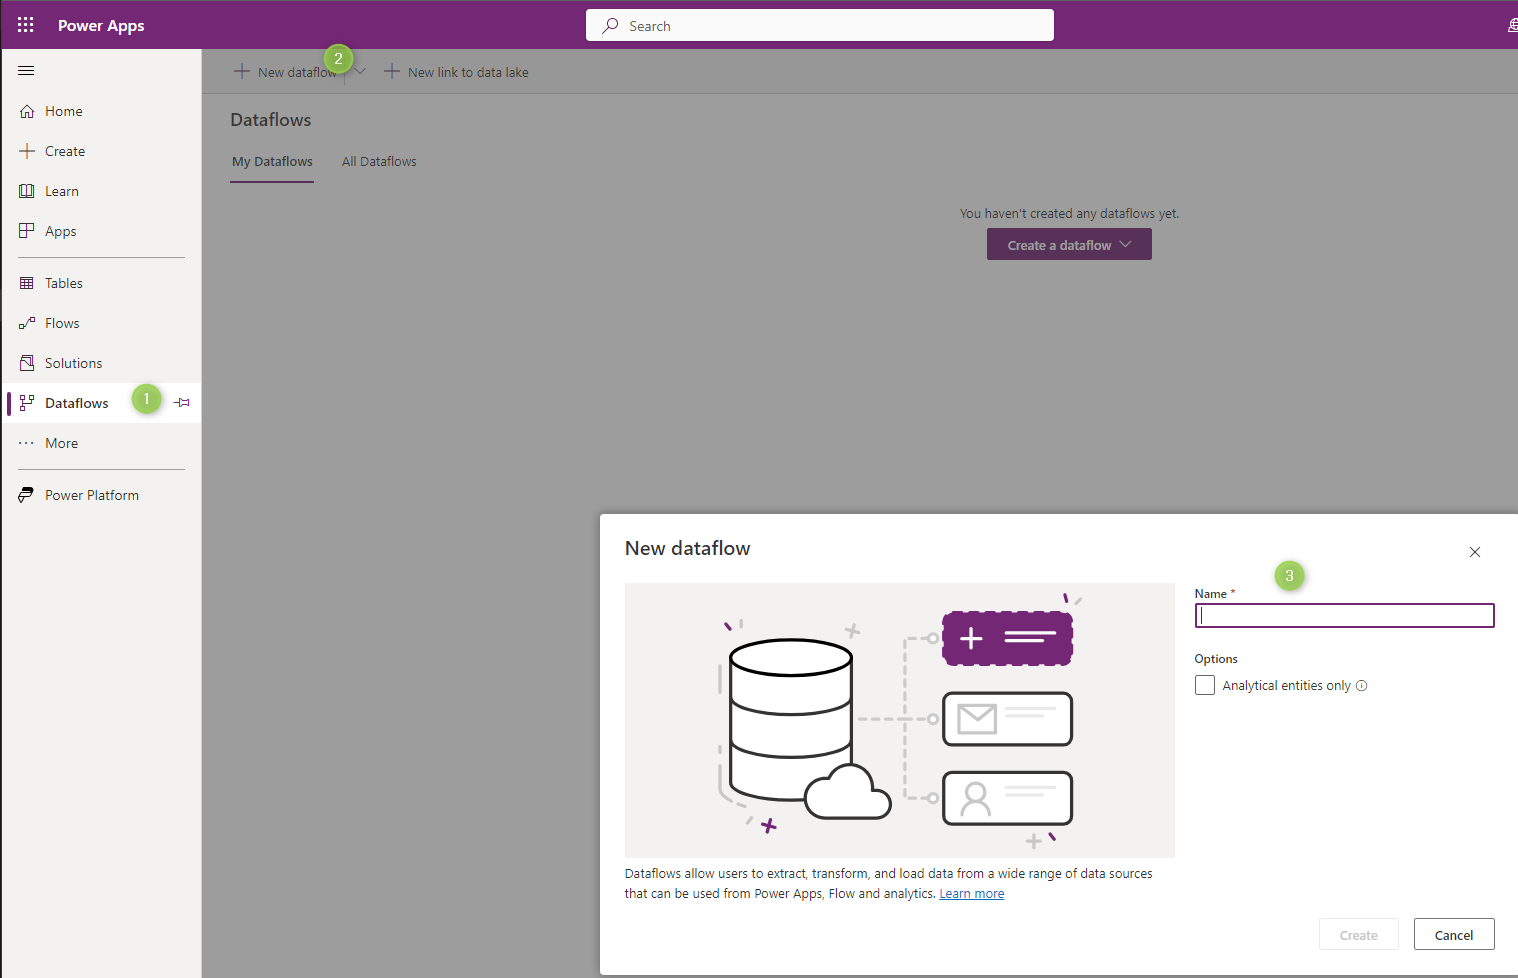 Power Apps
Search
2
New dataflow
New link to data lake
Home
Create
Learn
Apps
Tables
Flows
Solutions
Dataflows
1
More
Power Platform
Dataflows
My Dataflows All Dataflows
You haven't created any dataflows yet.
Create a dataflow
New dataflow
3
Name *
Options
Analytical entities only
Dataflows allow users to extract, transform, and load data from a wide range of data sources
that can be used from Power Apps, Flow and analytics. Learn more
Create Cancel